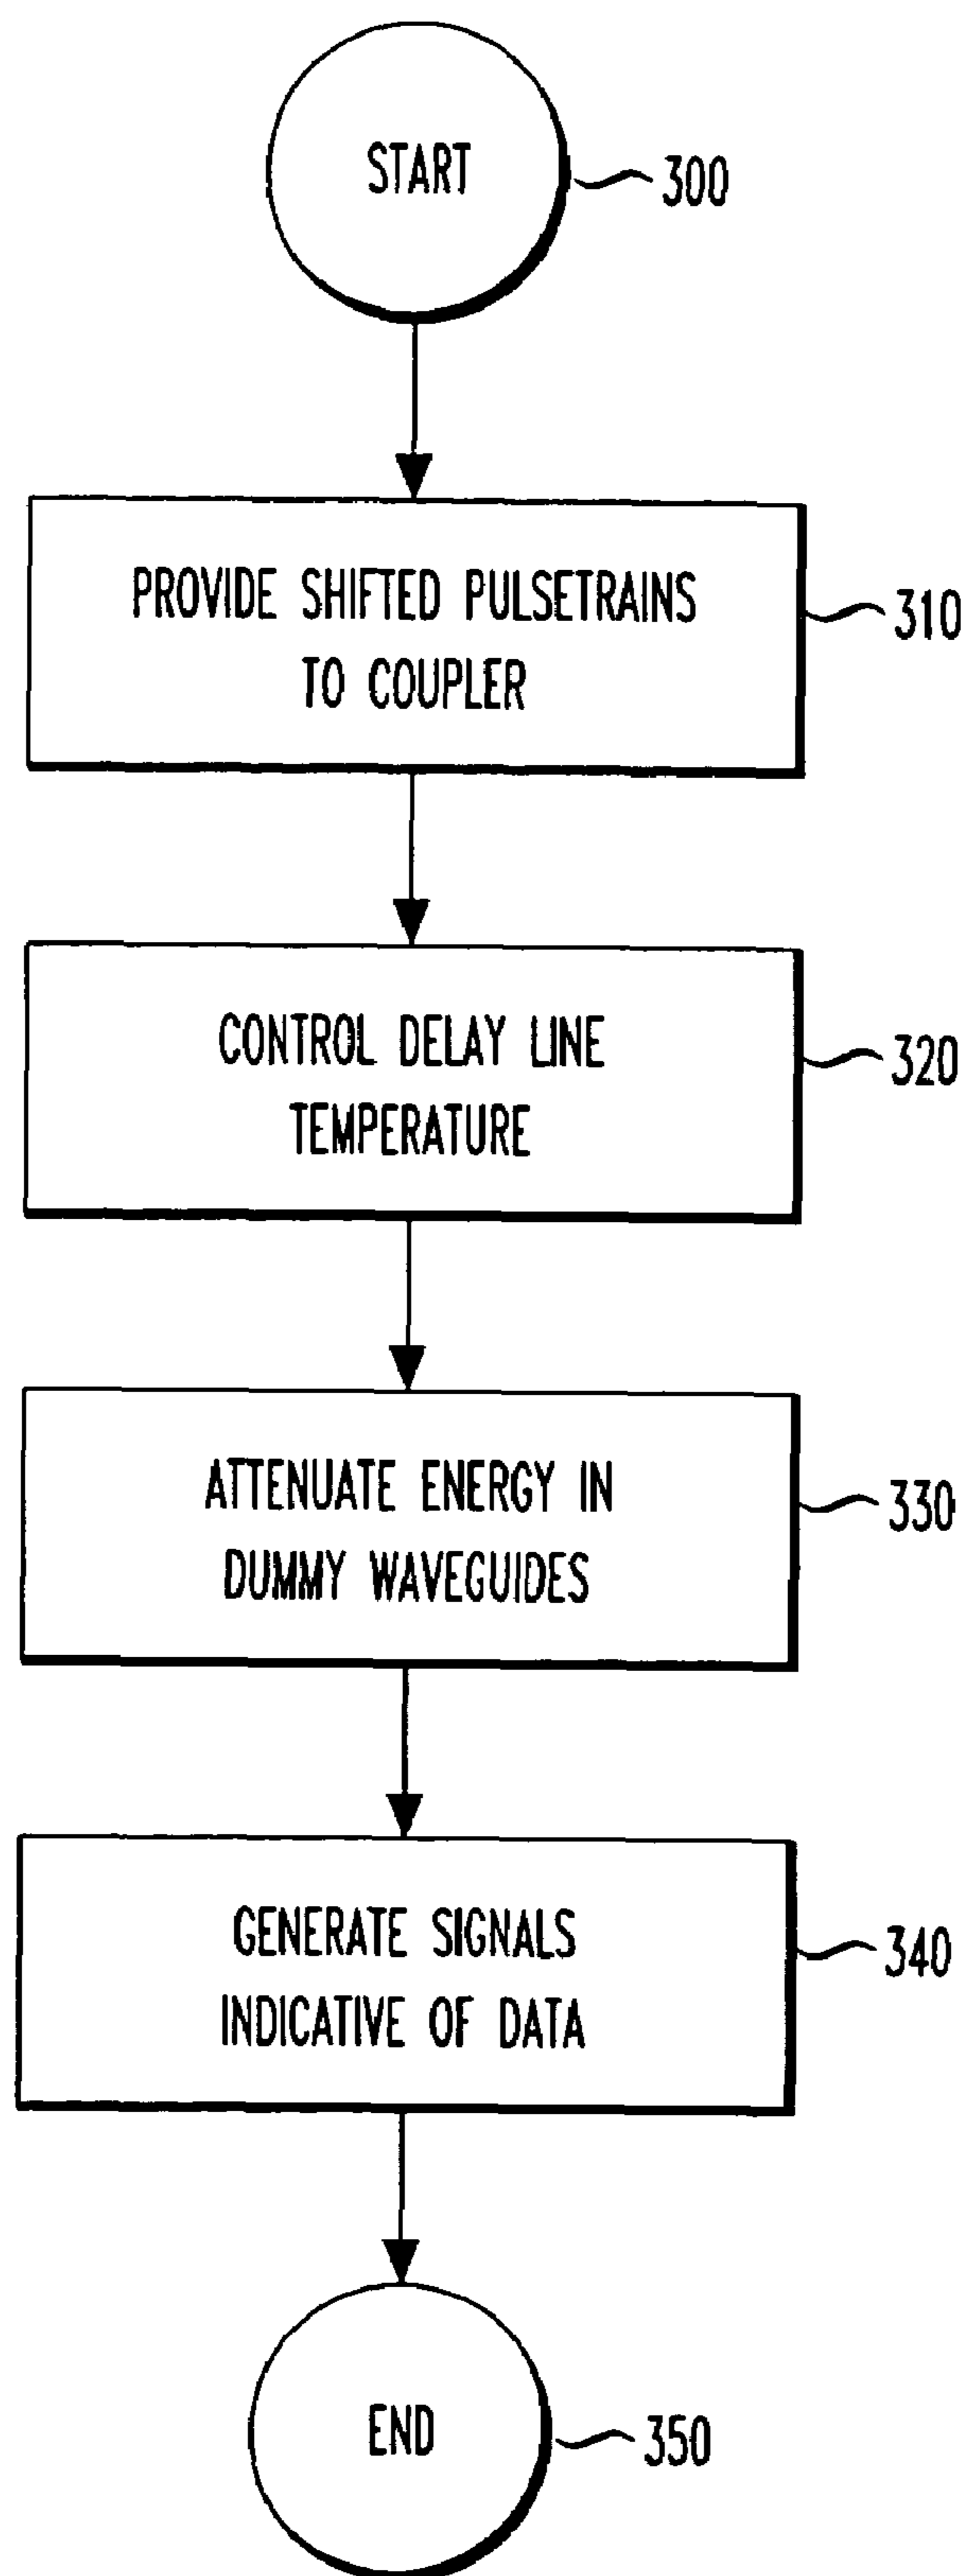 START
300
PROVIDE SHIFTED PULSETRAINS
TO COUPLER
310
CONTROL DELAY LINE
TEMPERATURE
320
ATTENUATE ENERGY IN
DUMMY WAVEGUIDES
330
GENERATE SIGNALS
INDICATIVE OF DATA
340
END
350